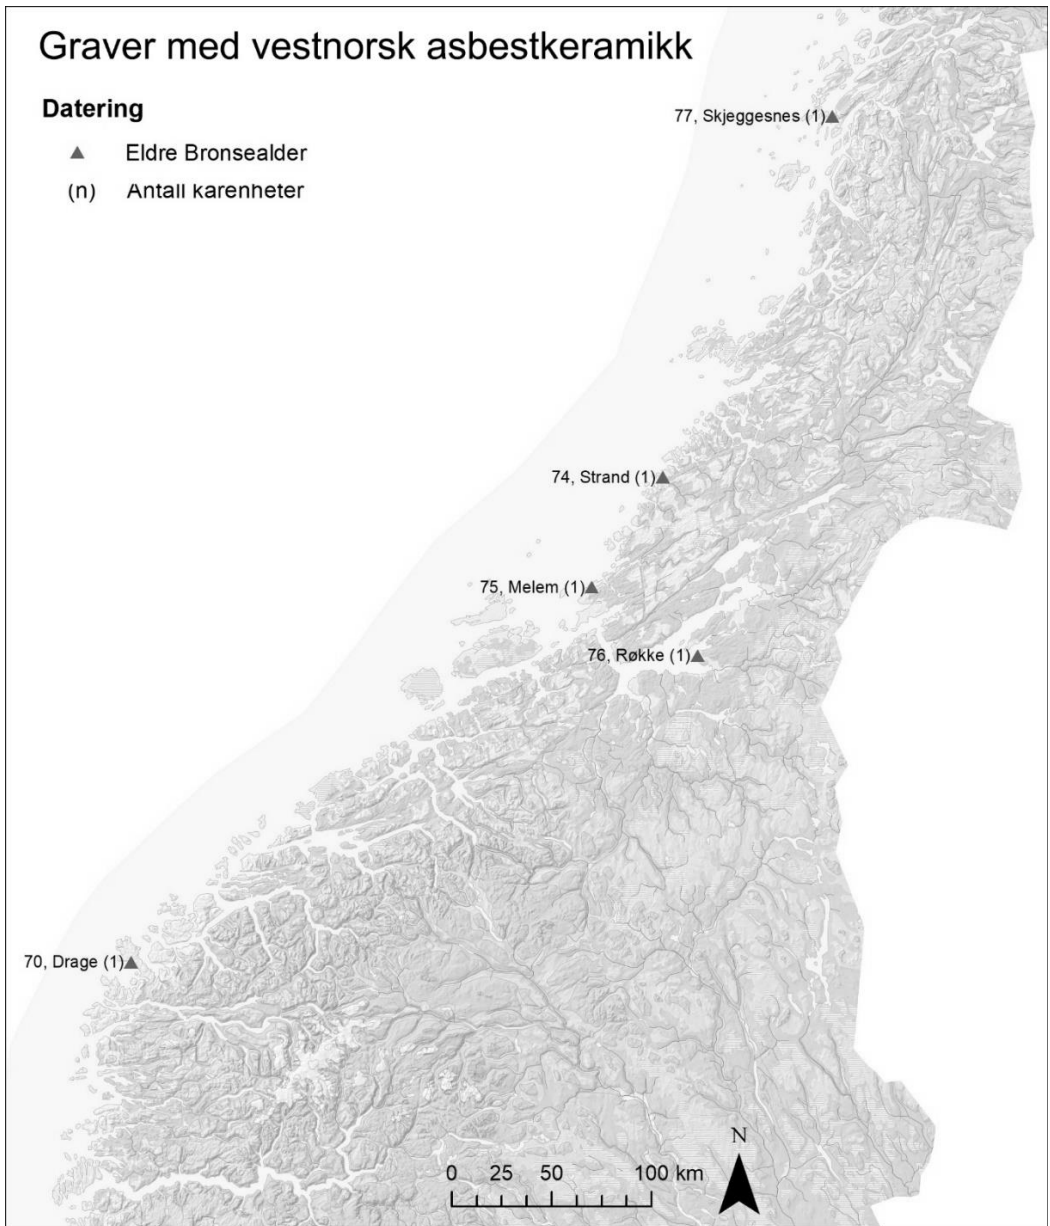 Graver med vestnorsk asbestkeramikk
Datering
Eldre Bronsealder
(n) Antall karenheter
77, Skjeggesnes (1)
74, Strand (1)
75, Melem (1)
76, Røkke (1)
70, Drage (1)
N
0 25 50 100 km